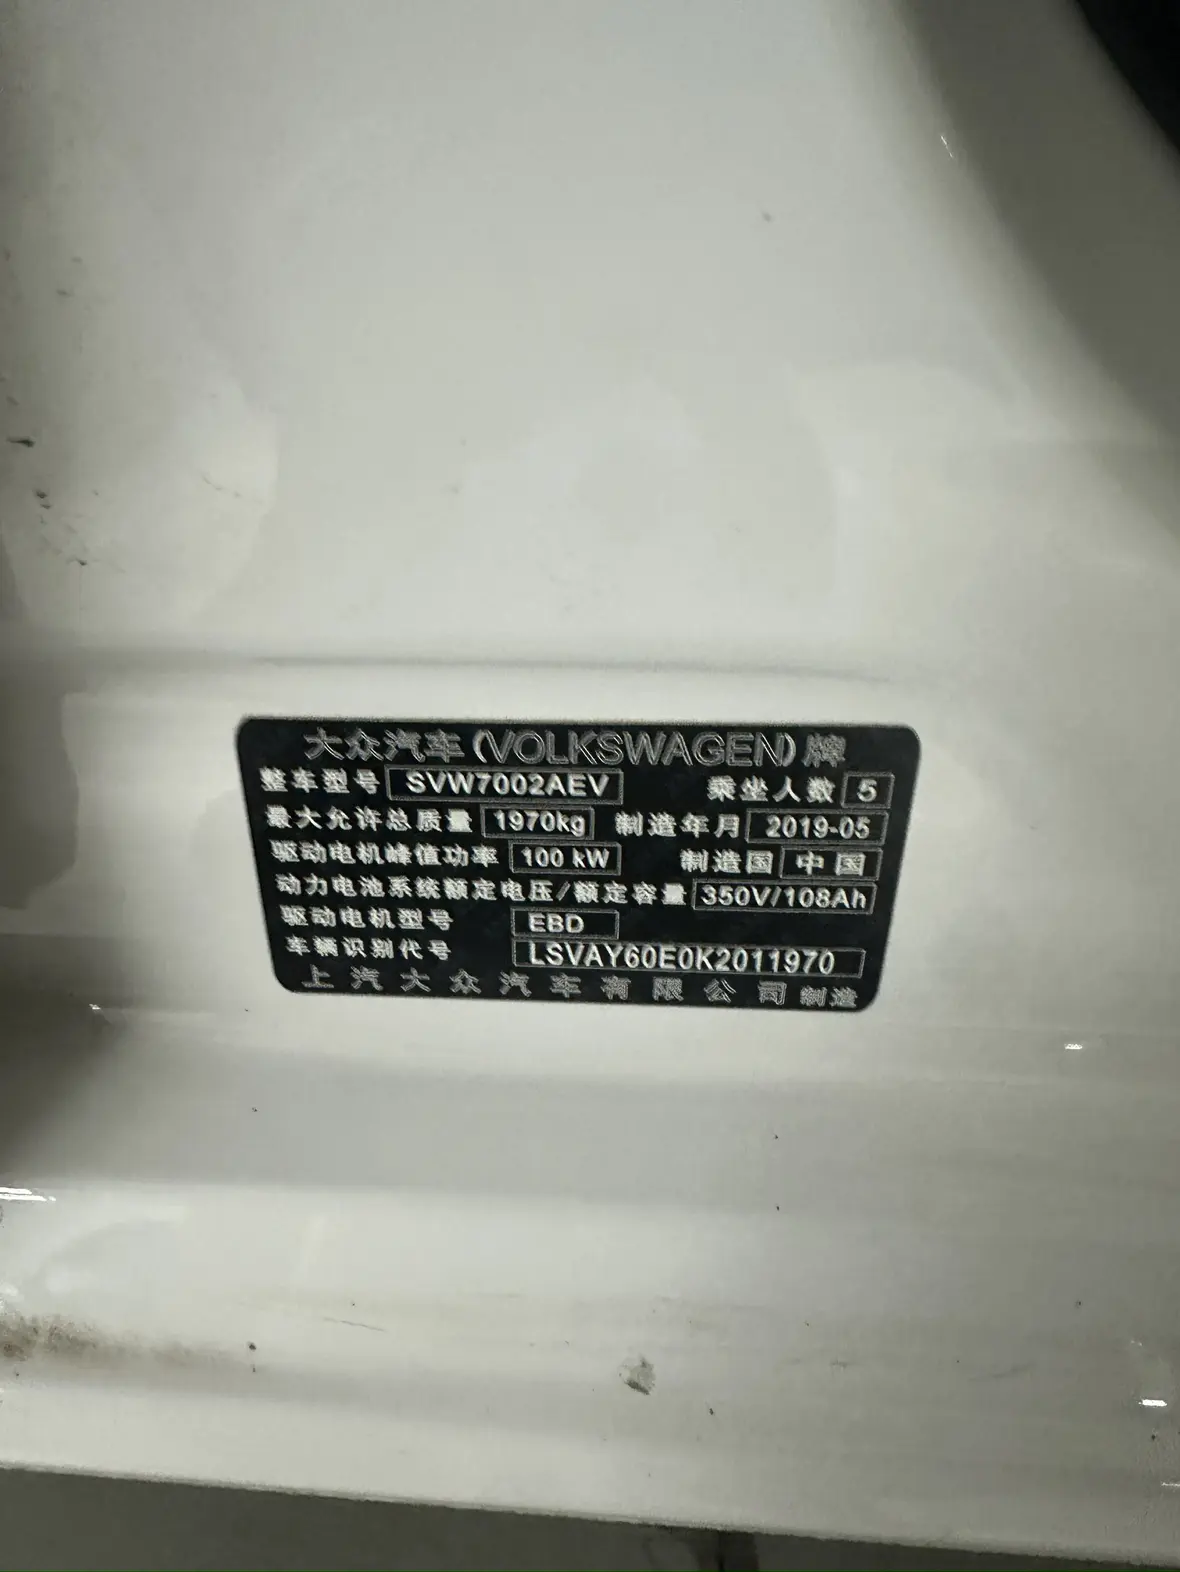 大众汽车(VOLKSWAGEN)牌
整车型号 SVW7002AEV 乘坐人数 5
最大允许总质量 1970kg 制造年月 2019-05
驱动电机峰值功率 100 kW 制造国 中国
动力电池系统额定电压/额定容量 350V/108Ah
驱动电机型号 EBD
车辆识别代号 LSVAY60E0K2011970
上汽大众汽车有限公司制造